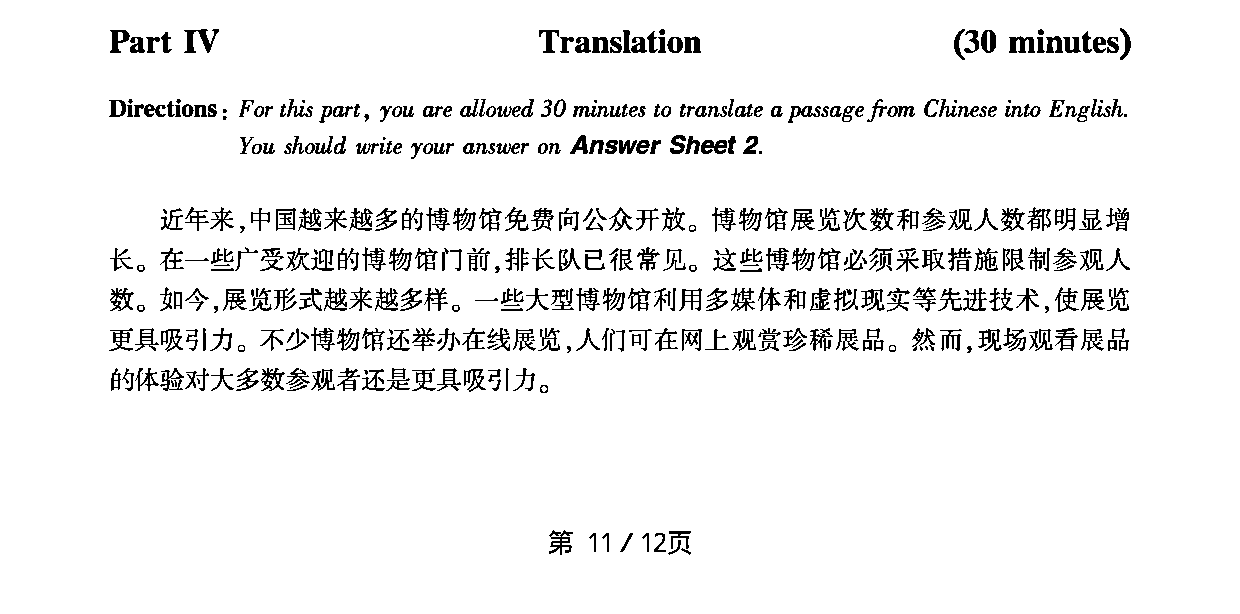 Part IV Translation (30 minutes)
Directions: For this part, you are allowed 30 minutes to translate a passage from Chinese into English.
You should write your answer on Answer Sheet 2.
近年来,中国越来越多的博物馆免费向公众开放。博物馆展览次数和参观人数都明显增
长。在一些广受欢迎的博物馆门前,排长队已很常见。这些博物馆必须采取措施限制参观人
数。如今,展览形式越来越多样。一些大型博物馆利用多媒体和虚拟现实等先进技术,使展览
更具吸引力。不少博物馆还举办在线展览,人们可在网上观赏珍稀展品。然而,现场观看展品
的体验对大多数参观者还是更具吸引力。
第 11 / 12页